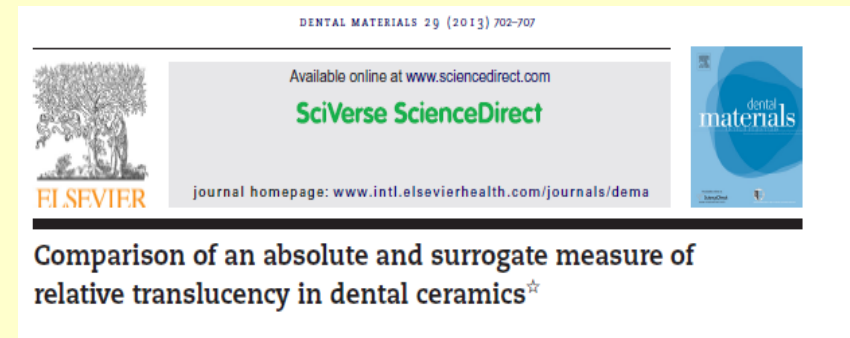 DENTAL MATERIALS 29 (2013) 702–707
Available online at www.sciencedirect.com
SciVerse ScienceDirect
journal homepage: www.intl.elsevierhealth.com/journals/dema
ELSEVIER
dental
materials
Comparison of an absolute and surrogate measure of
relative translucency in dental ceramics☆